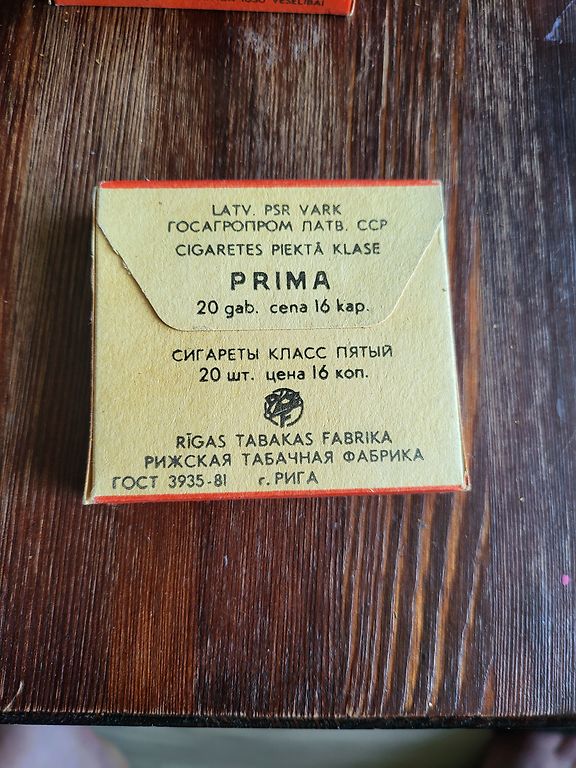 VESELĪBAI
LATV. PSR VARK
ГОСАГРОПРОМ ЛАТВ. ССР
CIGARETES PIEKTĀ KLASE
PRIMA
20 gab. cena 16 kap.
СИГАРЕТЫ КЛАСС ПЯТЫЙ
20 шт. цена 16 коп.
RĪGAS TABAKAS FABRIKA
РИЖСКАЯ ТАБАЧНАЯ ФАБРИКА
ГОСТ 3935-81 г. РИГА